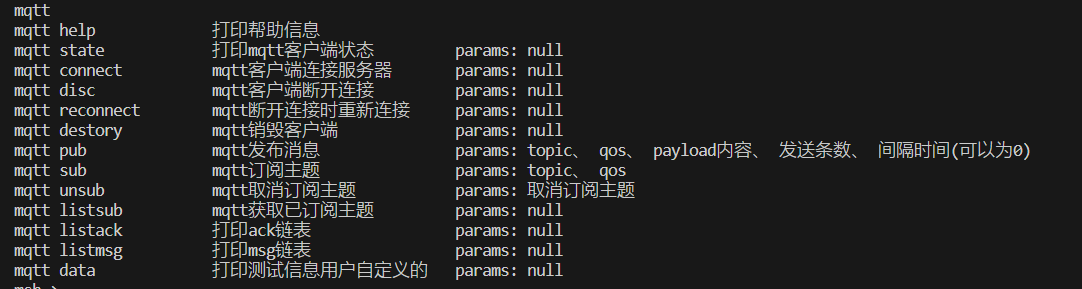 mqtt
mqtt help 打印帮助信息
mqtt state 打印mqtt客户端状态 params: null
mqtt connect mqtt客户端连接服务器 params: null
mqtt disc mqtt客户端断开连接 params: null
mqtt reconnect mqtt断开连接时重新连接 params: null
mqtt destory mqtt销毁客户端 params: null
mqtt pub mqtt发布消息 params: topic、 qos、 payload内容、 发送条数、 间隔时间(可以为0)
mqtt sub mqtt订阅主题 params: topic、 qos
mqtt unsub mqtt取消订阅主题 params: 取消订阅主题
mqtt listsub mqtt获取已订阅主题 params: null
mqtt listack 打印ack链表 params: null
mqtt listmsg 打印msg链表 params: null
mqtt data 打印测试信息用户自定义的 params: null